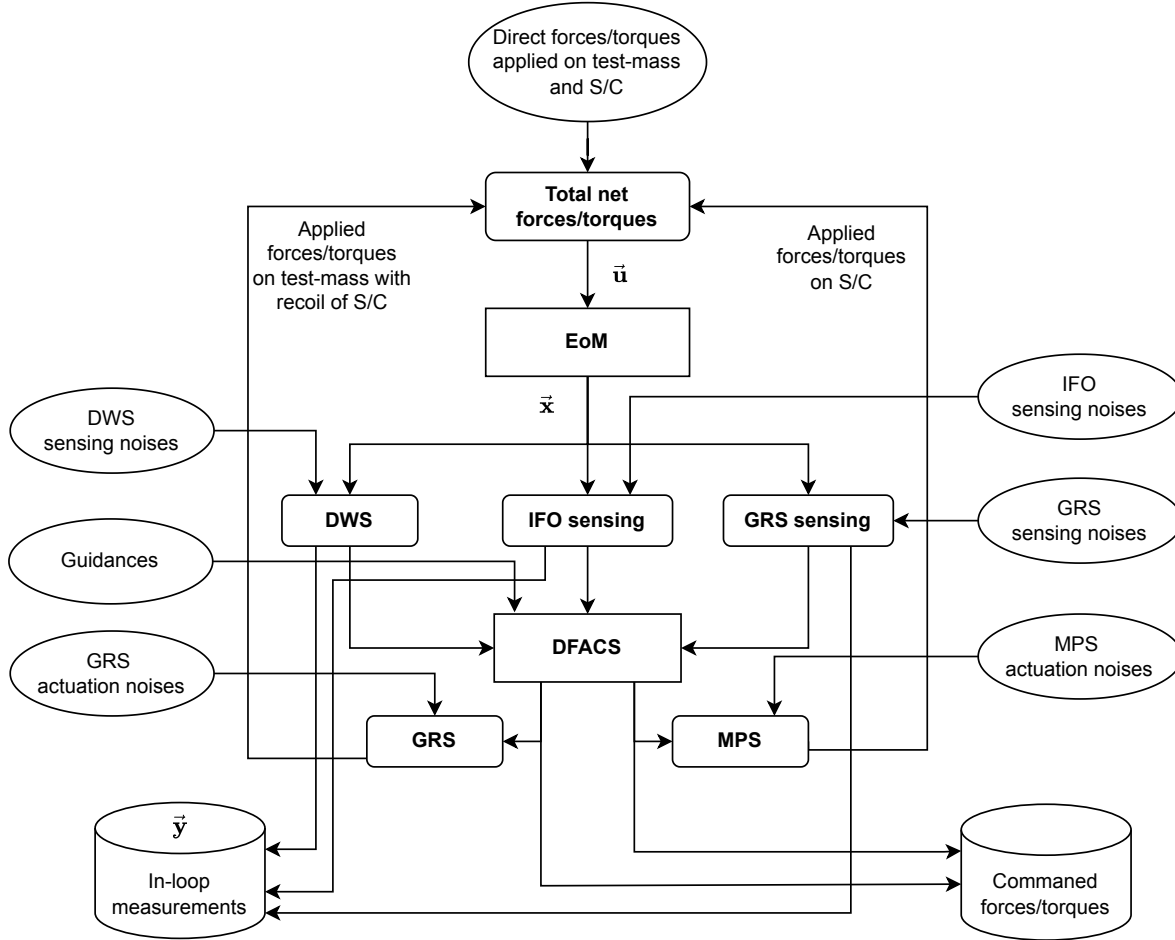 Direct forces/torques
applied on test-mass
and S/C
Total net
forces/torques
Applied
forces/torques
on test-mass with
recoil of S/C
Applied
forces/torques
on S/C
u⃗
EoM
x⃗
DWS
sensing noises
IFO
sensing noises
DWS
IFO sensing
GRS sensing
GRS
sensing noises
Guidances
DFACS
GRS
actuation noises
MPS
actuation noises
GRS
MPS
y⃗
In-loop
measurements
Commaned
forces/torques